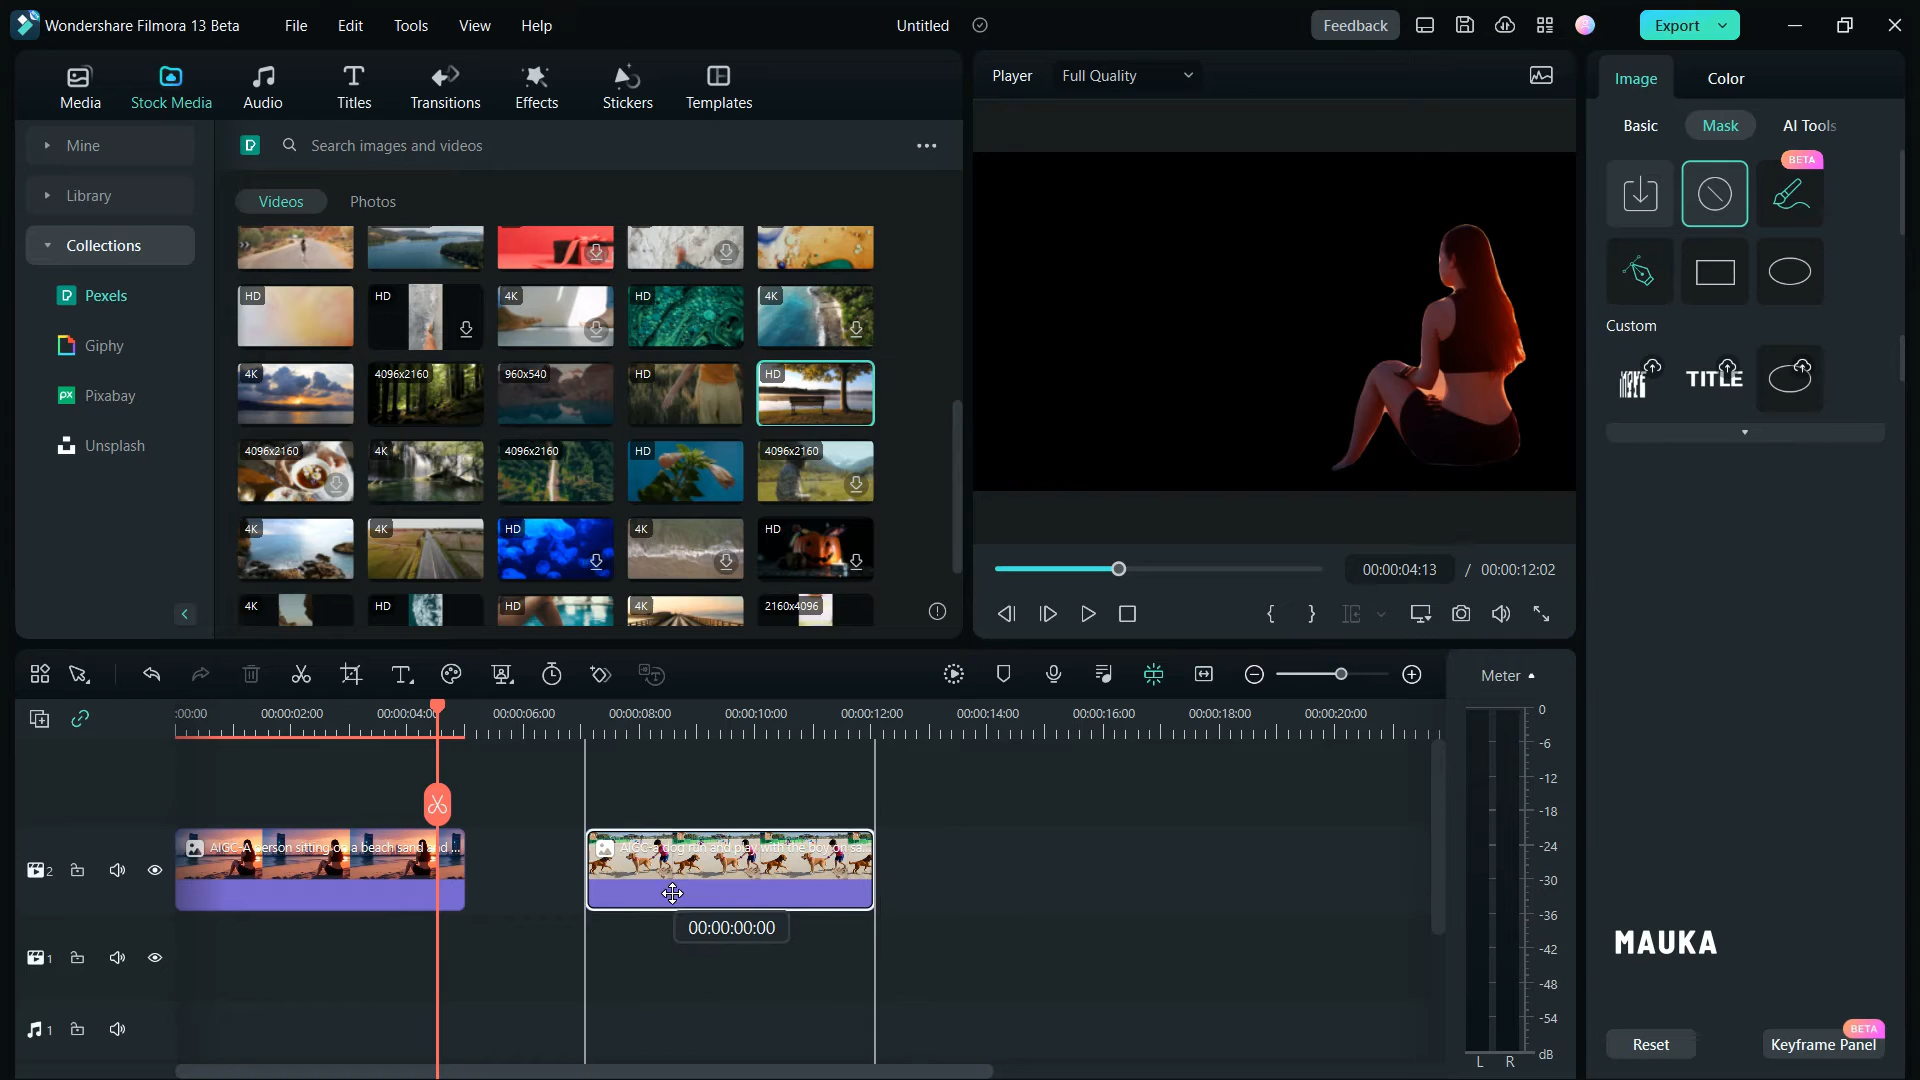 Wondershare Filmora 13 Beta
File
Edit
Tools
View
Help
Untitled
Feedback
Export
Media
Stock Media
Audio
Titles
Transitions
Effects
Stickers
Templates
Mine
Library
Collections
Pexels
Giphy
Pixabay
Unsplash
Search images and videos
Videos
Photos
HD
HD
4K
HD
4K
4K
4096x2160
960x540
HD
HD
4096x2160
4K
4096x2160
HD
4096x2160
4K
4K
HD
4K
HD
4K
HD
HD
4K
2160x4096
Player
Full Quality
00:00:04:13 / 00:00:12:02
Image
Color
Basic
Mask
AI Tools
BETA
Custom
TITLE
MAUKA
Reset
BETA
Keyframe Panel
Meter
:00:00
00:00:02:00
00:00:04:00
00:00:06:00
00:00:08:00
00:00:10:00
00:00:12:00
00:00:14:00
00:00:16:00
00:00:18:00
00:00:20:00
2
AIGC-A person sitting on a beach sand and ...
AIGC-a dog run and play with the boy on sa...
00:00:00:00
1
1
0
-6
-12
-18
-24
-30
-36
-42
-48
-54
dB
L R